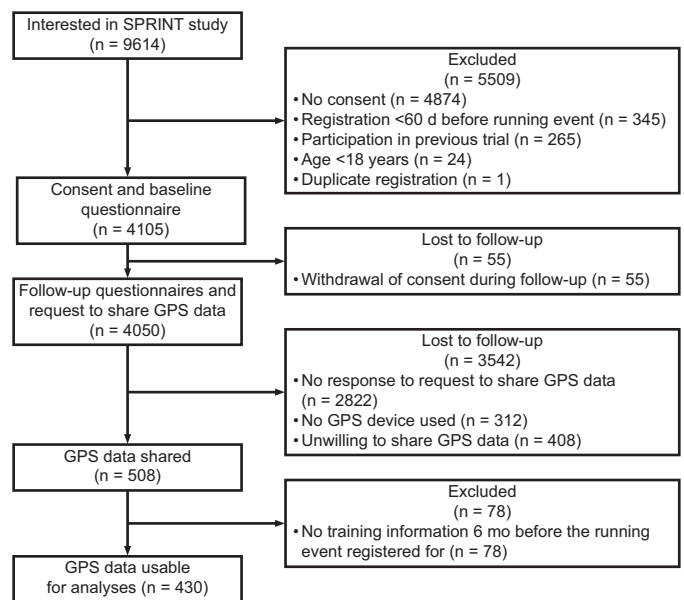 Interested in SPRINT study
(n = 9614)
Excluded
(n = 5509)
• No consent (n = 4874)
• Registration <60 d before running event (n = 345)
• Participation in previous trial (n = 265)
• Age <18 years (n = 24)
• Duplicate registration (n = 1)
Consent and baseline
questionnaire
(n = 4105)
Lost to follow-up
(n = 55)
• Withdrawal of consent during follow-up (n = 55)
Follow-up questionnaires and
request to share GPS data
(n = 4050)
Lost to follow-up
(n = 3542)
• No response to request to share GPS data
(n = 2822)
• No GPS device used (n = 312)
• Unwilling to share GPS data (n = 408)
GPS data shared
(n = 508)
Excluded
(n = 78)
• No training information 6 mo before the running
event registered for (n = 78)
GPS data usable
for analyses (n = 430)